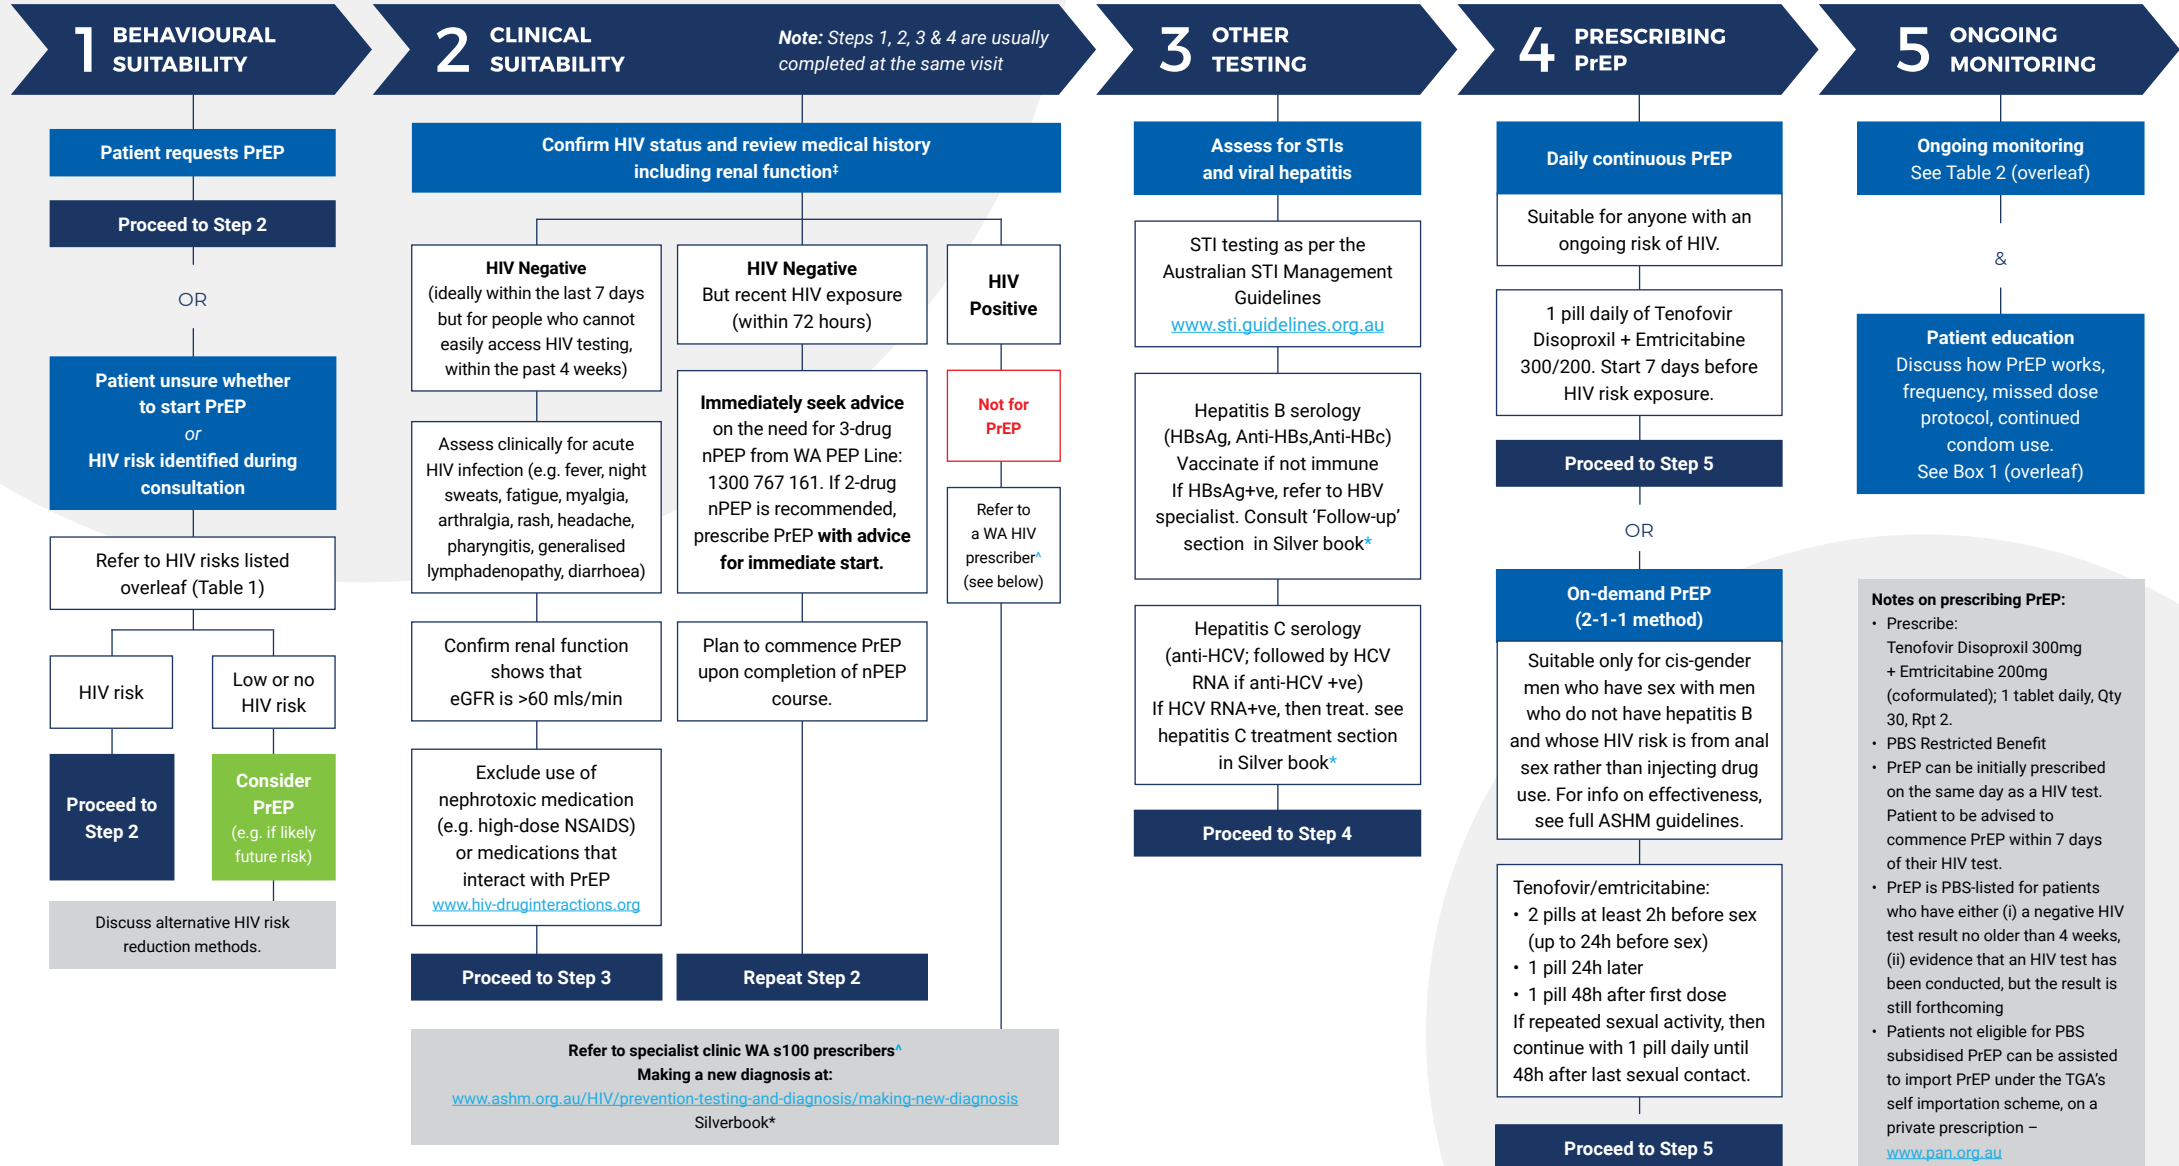 1 BEHAVIOURAL
SUITABILITY
Patient requests PrEP
Proceed to Step 2
OR
Patient unsure whether
to start PrEP
or
HIV risk identified during
consultation
Refer to HIV risks listed
overleaf (Table 1)
HIV risk
Proceed to
Step 2
Low or no
HIV risk
Consider
PrEP
(e.g. if likely
future risk)
Discuss alternative HIV risk
reduction methods.
2 CLINICAL
SUITABILITY
Note: Steps 1, 2, 3 & 4 are usually
completed at the same visit
Confirm HIV status and review medical history
including renal function‡
HIV Negative
(ideally within the last 7 days
but for people who cannot
easily access HIV testing,
within the past 4 weeks)
Assess clinically for acute
HIV infection (e.g. fever, night
sweats, fatigue, myalgia,
arthralgia, rash, headache,
pharyngitis, generalised
lymphadenopathy, diarrhoea)
Confirm renal function
shows that
eGFR is >60 mls/min
Exclude use of
nephrotoxic medication
(e.g. high-dose NSAIDS)
or medications that
interact with PrEP
www.hiv-druginteractions.org
Proceed to Step 3
HIV Negative
But recent HIV exposure
(within 72 hours)
Immediately seek advice
on the need for 3-drug
nPEP from WA PEP Line:
1300 767 161. If 2-drug
nPEP is recommended,
prescribe PrEP with advice
for immediate start.
Plan to commence PrEP
upon completion of nPEP
course.
Repeat Step 2
HIV
Positive
Not for
PrEP
Refer to
a WA HIV
prescriber^
(see below)
Refer to specialist clinic WA s100 prescribers^
Making a new diagnosis at:
www.ashm.org.au/HIV/prevention-testing-and-diagnosis/making-new-diagnosis
Silverbook*
3 OTHER
TESTING
Assess for STIs
and viral hepatitis
STI testing as per the
Australian STI Management
Guidelines
www.sti.guidelines.org.au
Hepatitis B serology
(HBsAg, Anti-HBs,Anti-HBc)
Vaccinate if not immune
If HBsAg+ve, refer to HBV
specialist. Consult ‘Follow-up’
section in Silver book*
Hepatitis C serology
(anti-HCV; followed by HCV
RNA if anti-HCV +ve)
If HCV RNA+ve, then treat. see
hepatitis C treatment section
in Silver book*
Proceed to Step 4
4 PRESCRIBING
PrEP
Daily continuous PrEP
Suitable for anyone with an
ongoing risk of HIV.
1 pill daily of Tenofovir
Disoproxil + Emtricitabine
300/200. Start 7 days before
HIV risk exposure.
Proceed to Step 5
OR
On-demand PrEP
(2-1-1 method)
Suitable only for cis-gender
men who have sex with men
who do not have hepatitis B
and whose HIV risk is from anal
sex rather than injecting drug
use. For info on effectiveness,
see full ASHM guidelines.
Tenofovir/emtricitabine:
• 2 pills at least 2h before sex
(up to 24h before sex)
• 1 pill 24h later
• 1 pill 48h after first dose
If repeated sexual activity, then
continue with 1 pill daily until
48h after last sexual contact.
Proceed to Step 5
5 ONGOING
MONITORING
Ongoing monitoring
See Table 2 (overleaf)
&
Patient education
Discuss how PrEP works,
frequency, missed dose
protocol, continued
condom use.
See Box 1 (overleaf)
Notes on prescribing PrEP:
• Prescribe:
Tenofovir Disoproxil 300mg
+ Emtricitabine 200mg
(coformulated); 1 tablet daily, Qty
30, Rpt 2.
• PBS Restricted Benefit
• PrEP can be initially prescribed
on the same day as a HIV test.
Patient to be advised to
commence PrEP within 7 days
of their HIV test.
• PrEP is PBS-listed for patients
who have either (i) a negative HIV
test result no older than 4 weeks,
(ii) evidence that an HIV test has
been conducted, but the result is
still forthcoming
• Patients not eligible for PBS
subsidised PrEP can be assisted
to import PrEP under the TGA’s
self importation scheme, on a
private prescription –
www.pan.org.au